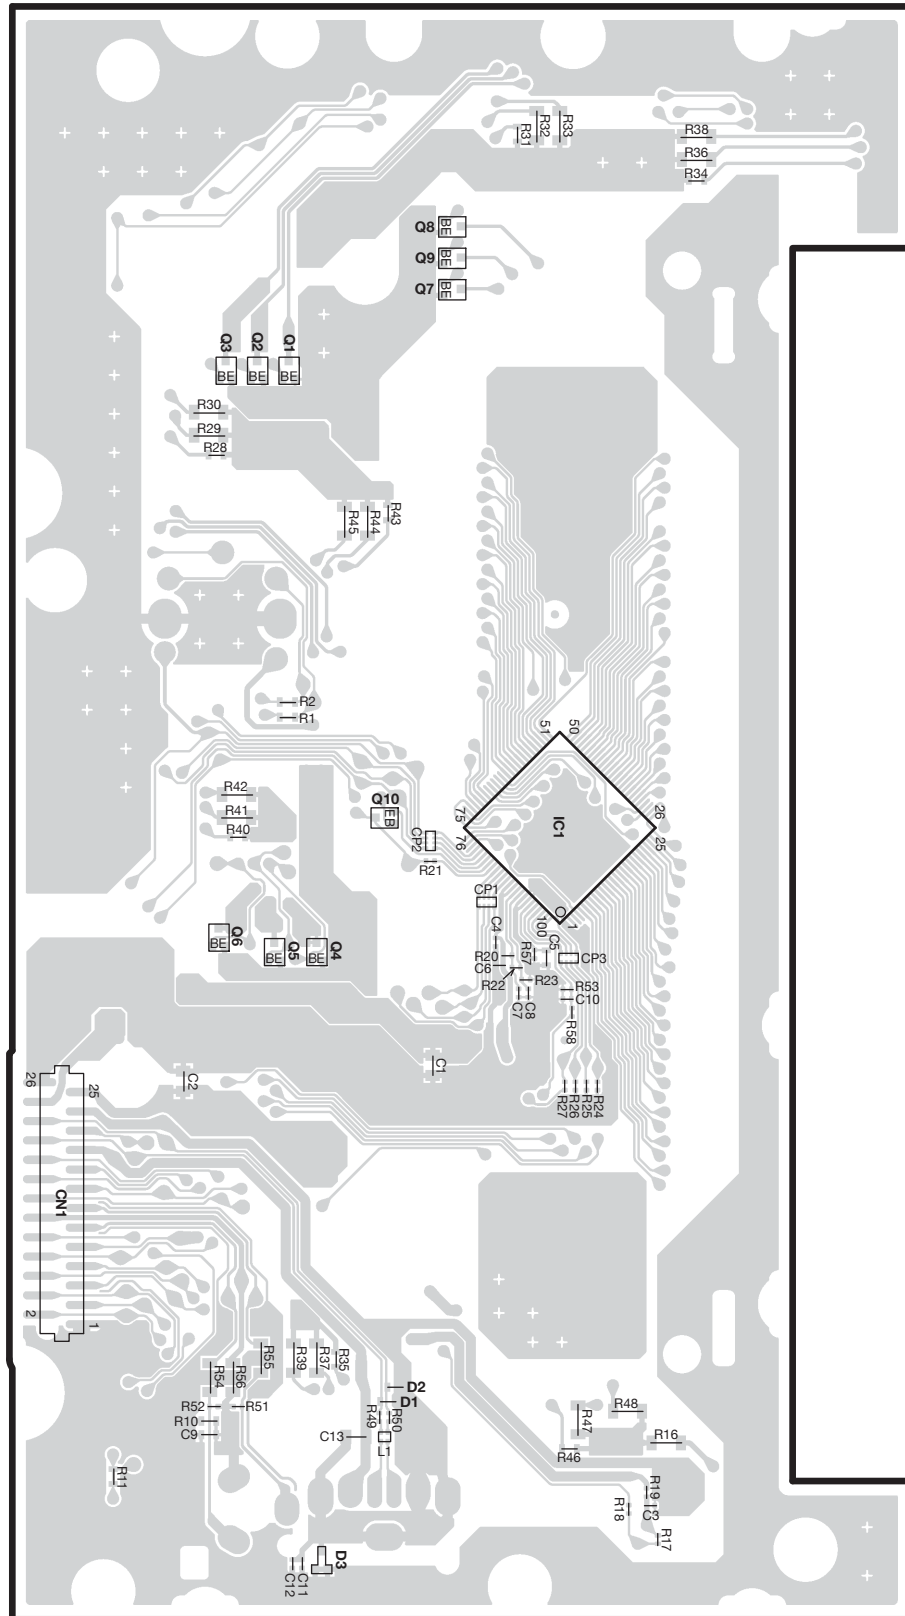 R38
R33
R32
R31
R36
R34
Q8
BE
Q9
BE
Q7
BE
Q3
Q2
Q1
BE
BE
BE
R30
R29
R28
R45
R44
R43
R2
R1
51
50
R42
Q10
EB
R41
R40
CP2
R21
75
76
IC1
26
25
CP1
100
1
Q6
BE
Q5
BE
Q4
BE
C4
R20
C6
R22
R57
C5
CP3
R23
C7
C8
R53
C10
R58
C1
C2
26
25
R27
R26
R25
R24
CN1
2
1
R54
R56
R55
R39
R37
R35
D2
D1
R52
R51
R10
C9
R49
R50
C13
L1
R48
R47
R16
R46
R11
R19
C3
R18
R17
D3
C12
C11